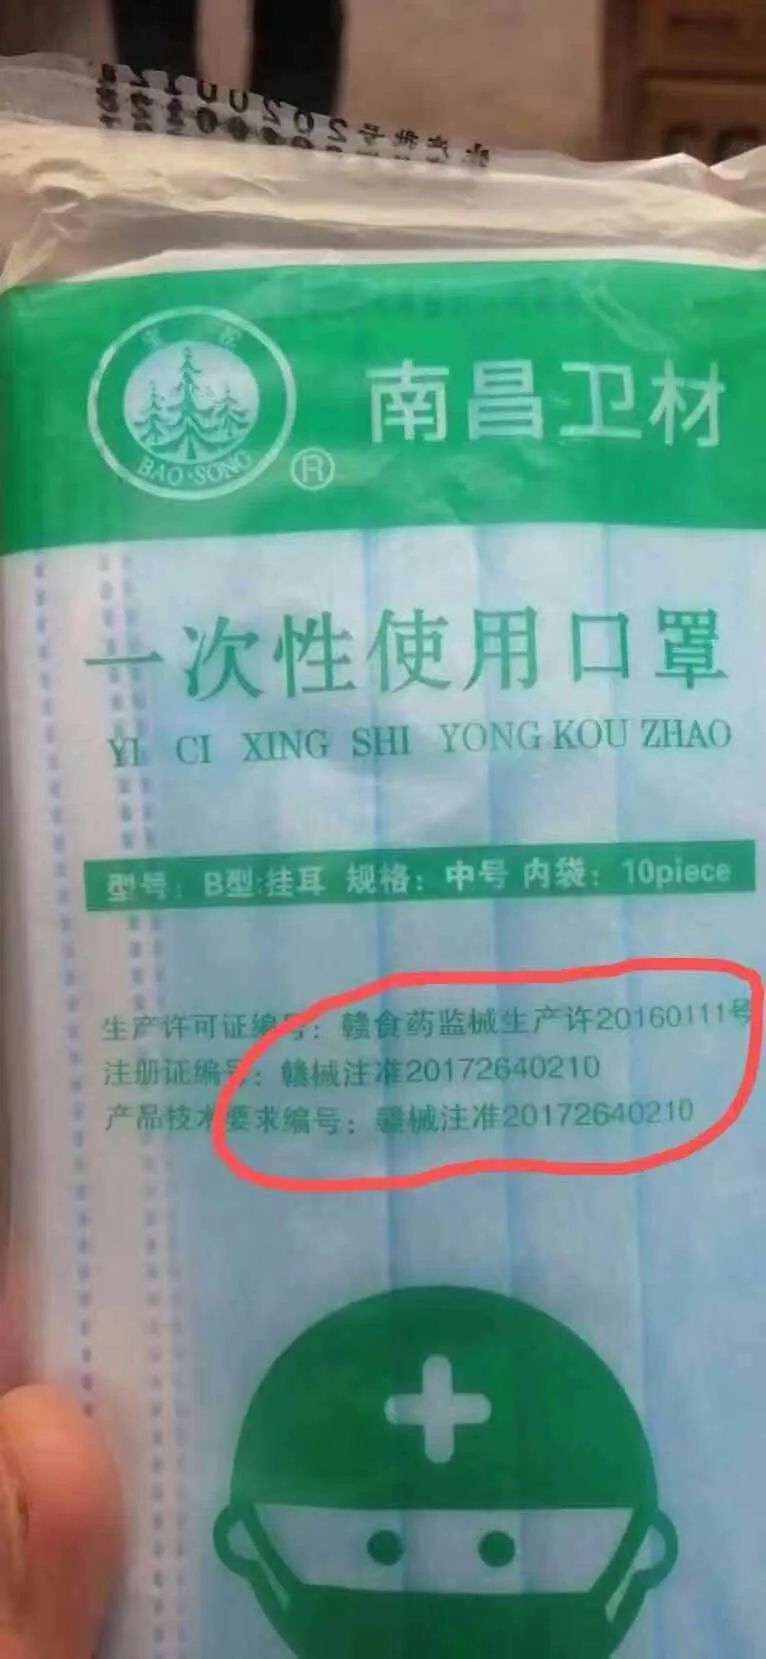 BAO·SONG
®
南昌卫材
一次性使用口罩
YI CI XING SHI YONG KOU ZHAO
型号：B型:挂耳 规格：中号 内袋：10piece
生产许可证编号：赣食药监械生产许20160111号
注册证编号：赣械注准20172640210
产品技术要求编号：赣械注准20172640210